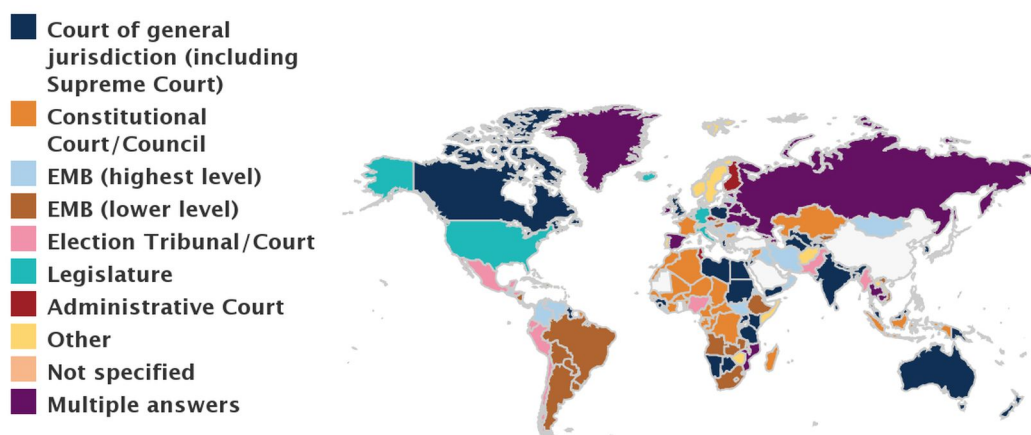 Court of general
jurisdiction (including
Supreme Court)
Constitutional
Court/Council
EMB (highest level)
EMB (lower level)
Election Tribunal/Court
Legislature
Administrative Court
Other
Not specified
Multiple answers